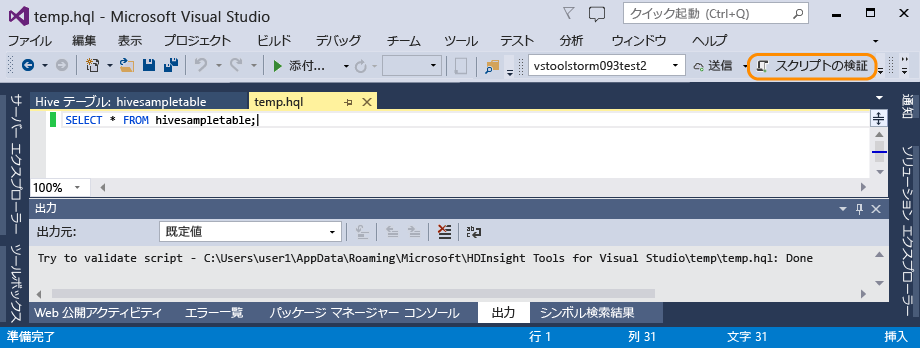 temp.hql - Microsoft Visual Studio
クイック起動 (Ctrl+Q)
ファイル 編集 表示 プロジェクト ビルド デバッグ チーム ツール テスト 分析 ウィンドウ ヘルプ
添付... vstoolstorm093test2 送信 スクリプトの検証
サーバー エクスプローラー
ツールボックス
Hive テーブル: hivesampletable temp.hql
SELECT * FROM hivesampletable;
100%
出力
出力元: 既定値
Try to validate script - C:\Users\user1\AppData\Roaming\Microsoft\HDInsight Tools for Visual Studio\temp\temp.hql: Done
Web 公開アクティビティ エラー一覧 パッケージ マネージャー コンソール 出力 シンボル検索結果
通知
ソリューション エクスプローラー
準備完了 行 1 列 31 文字 31 挿入